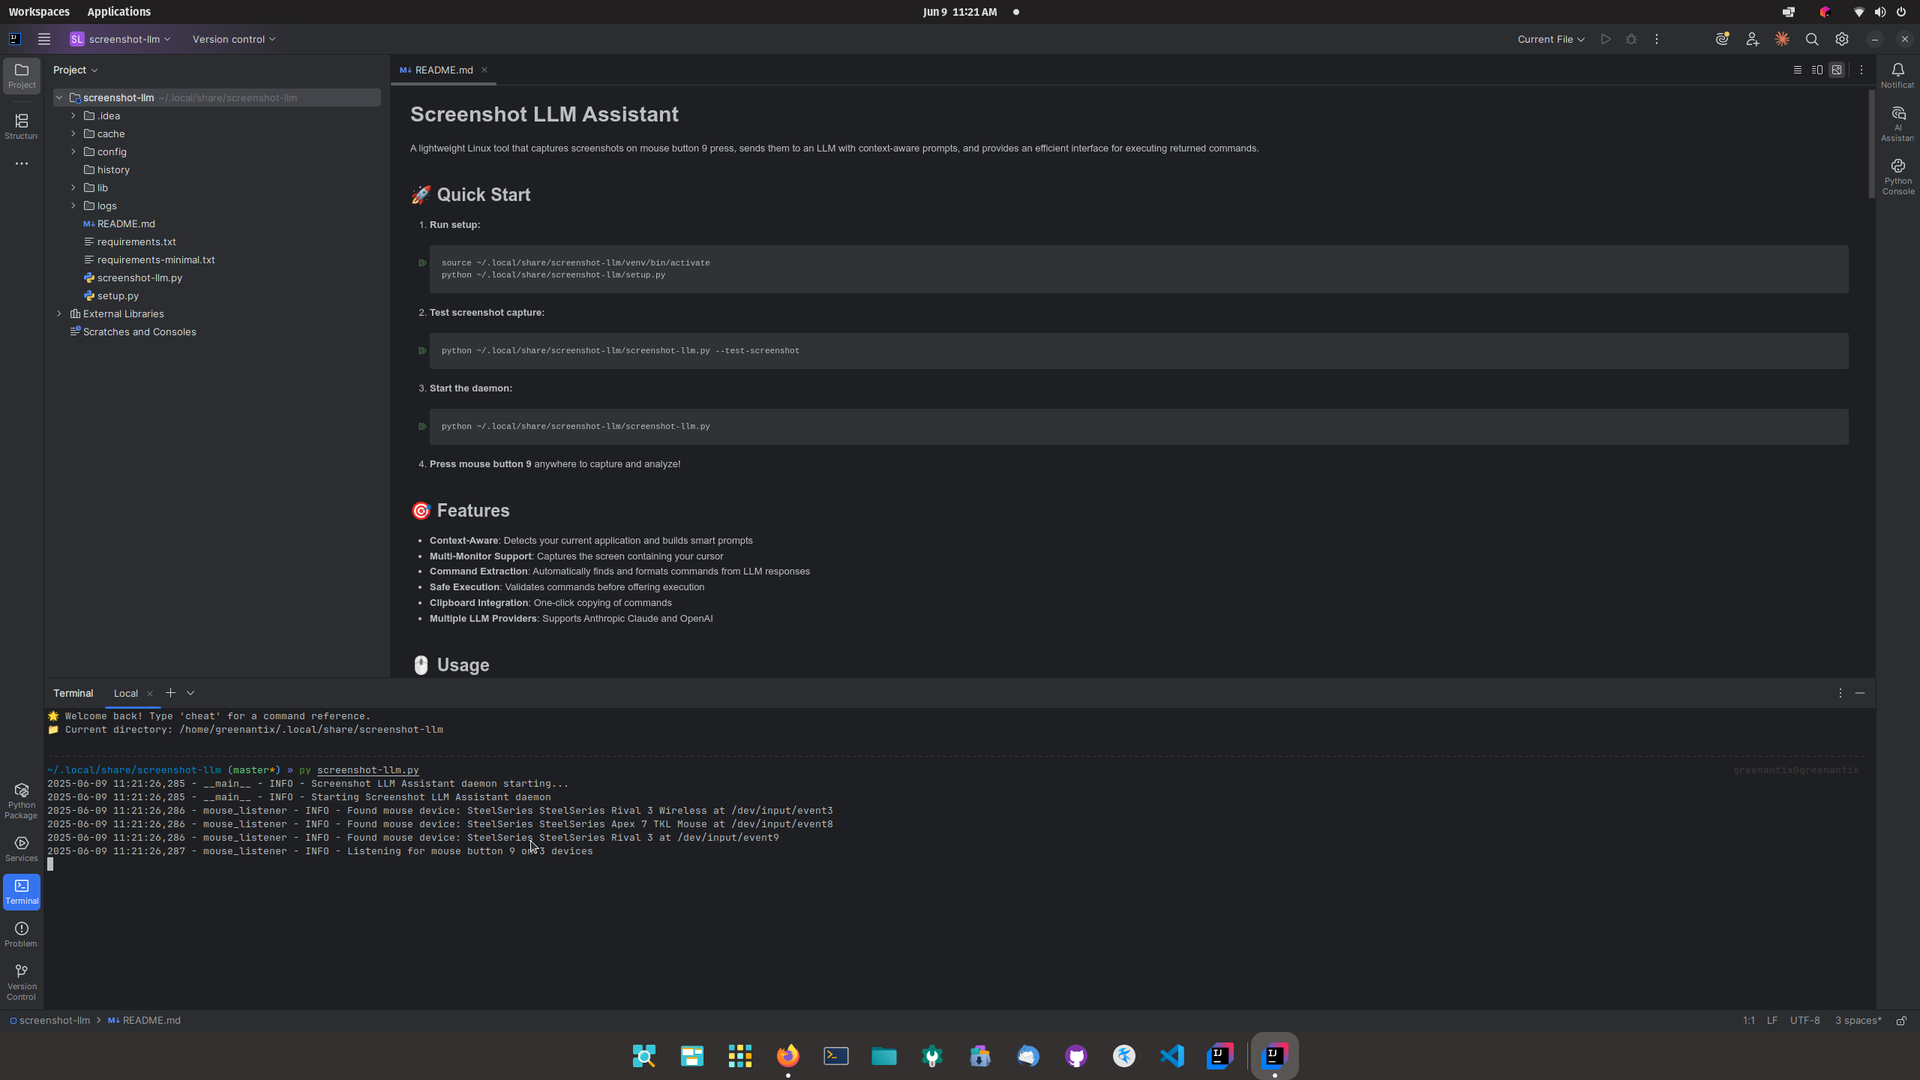 Workspaces Applications
Jun 9 11:21 AM
SL screenshot-llm Version control
Current File
Project
README.md
Project
Structure
Notificat
AI
Assistan
Python
Console
screenshot-llm ~/.local/share/screenshot-llm
.idea
cache
config
history
lib
logs
README.md
requirements.txt
requirements-minimal.txt
screenshot-llm.py
setup.py
External Libraries
Scratches and Consoles
Screenshot LLM Assistant
A lightweight Linux tool that captures screenshots on mouse button 9 press, sends them to an LLM with context-aware prompts, and provides an efficient interface for executing returned commands.
🚀 Quick Start
1. Run setup:
source ~/.local/share/screenshot-llm/venv/bin/activate
python ~/.local/share/screenshot-llm/setup.py
2. Test screenshot capture:
python ~/.local/share/screenshot-llm/screenshot-llm.py --test-screenshot
3. Start the daemon:
python ~/.local/share/screenshot-llm/screenshot-llm.py
4. Press mouse button 9 anywhere to capture and analyze!
🎯 Features
• Context-Aware: Detects your current application and builds smart prompts
• Multi-Monitor Support: Captures the screen containing your cursor
• Command Extraction: Automatically finds and formats commands from LLM responses
• Safe Execution: Validates commands before offering execution
• Clipboard Integration: One-click copying of commands
• Multiple LLM Providers: Supports Anthropic Claude and OpenAI
🖱️ Usage
Terminal Local
🌟 Welcome back! Type 'cheat' for a command reference.
📁 Current directory: /home/greenantix/.local/share/screenshot-llm
~/.local/share/screenshot-llm (master*) » py screenshot-llm.py greenantix@greenantix
2025-06-09 11:21:26,285 - __main__ - INFO - Screenshot LLM Assistant daemon starting...
2025-06-09 11:21:26,285 - __main__ - INFO - Starting Screenshot LLM Assistant daemon
2025-06-09 11:21:26,286 - mouse_listener - INFO - Found mouse device: SteelSeries SteelSeries Rival 3 Wireless at /dev/input/event3
2025-06-09 11:21:26,286 - mouse_listener - INFO - Found mouse device: SteelSeries SteelSeries Apex 7 TKL Mouse at /dev/input/event8
2025-06-09 11:21:26,286 - mouse_listener - INFO - Found mouse device: SteelSeries SteelSeries Rival 3 at /dev/input/event9
2025-06-09 11:21:26,287 - mouse_listener - INFO - Listening for mouse button 9 on 3 devices
Python
Package
Services
Terminal
Problem
Version
Control
screenshot-llm > README.md
1:1 LF UTF-8 3 spaces*